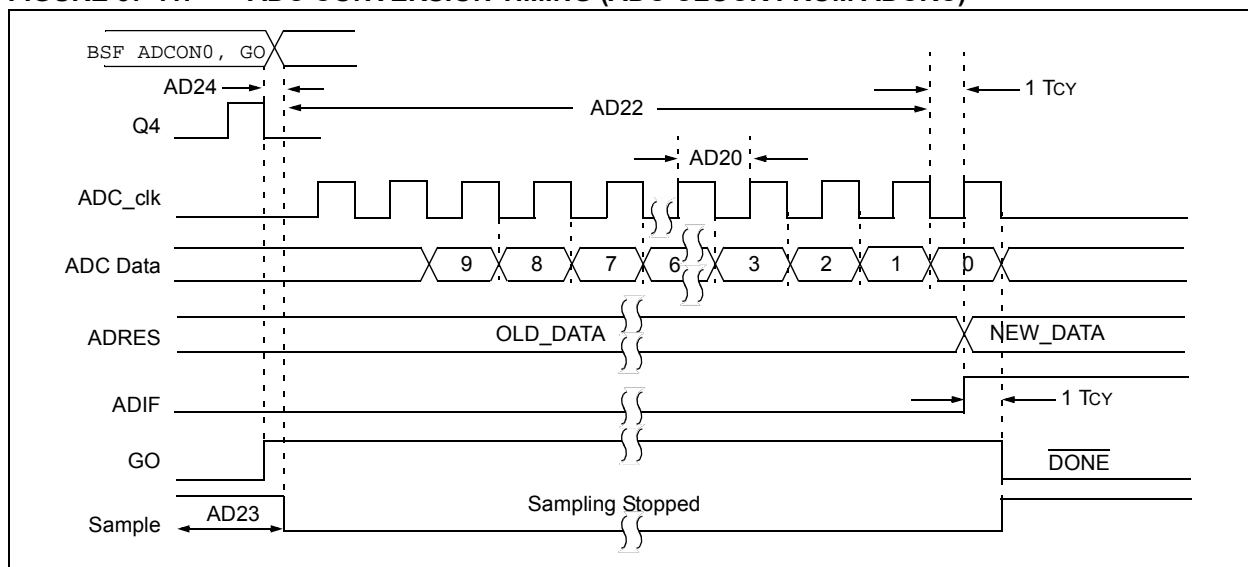 BSF ADCON0, GO
AD24
1 TCY
AD22
Q4
AD20
ADC_clk
ADC Data 9 8 7 6 3 2 1 0
ADRES OLD_DATA NEW_DATA
ADIF 1 TCY
GO DONE
Sample AD23 Sampling Stopped